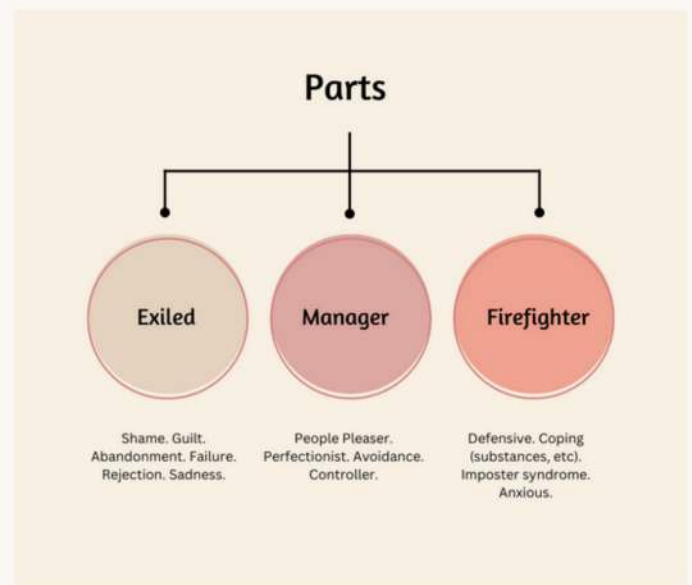 Parts
Exiled
Manager
Firefighter
Shame. Guilt.
Abandonment. Failure.
Rejection. Sadness.
People Pleaser.
Perfectionist. Avoidance.
Controller.
Defensive. Coping
(substances, etc).
Imposter syndrome.
Anxious.